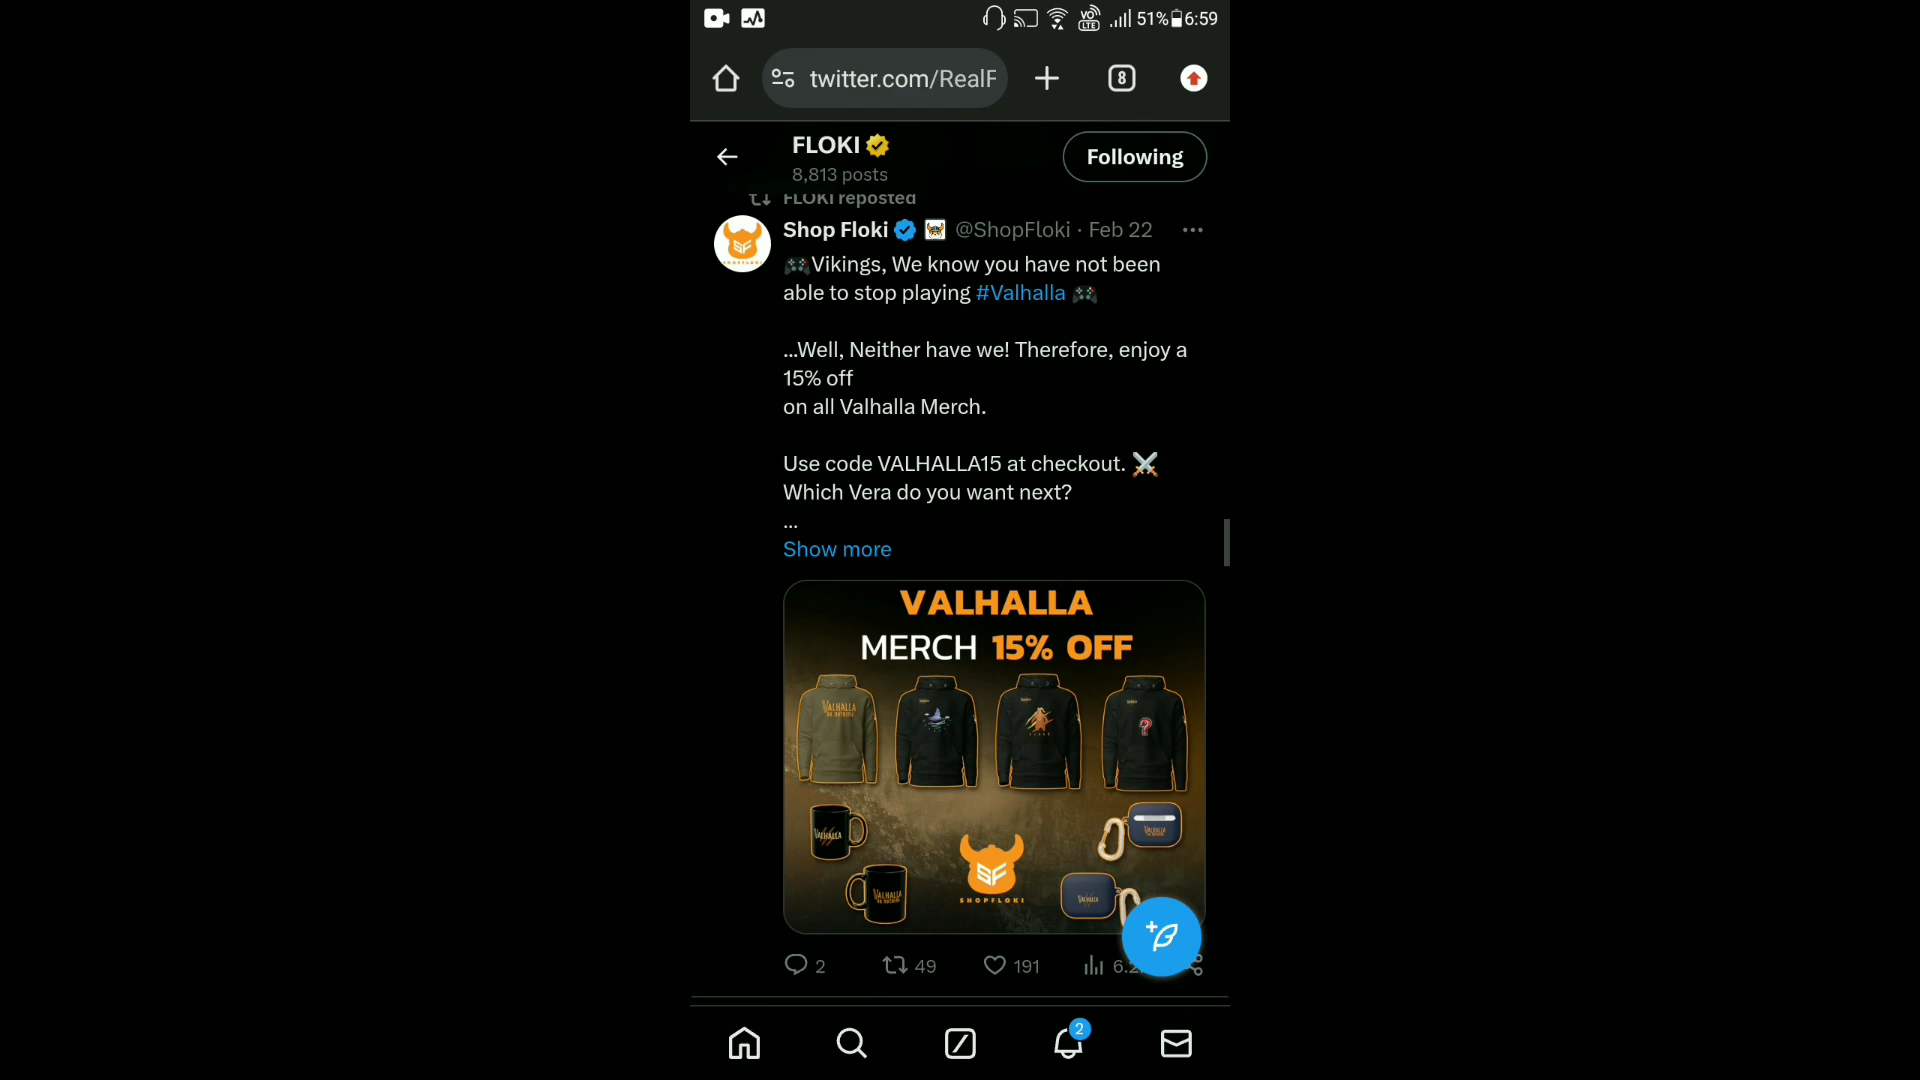 51% 6:59
twitter.com/RealF
8
FLOKI
8,813 posts
Following
FLOKI reposted
Shop Floki @ShopFloki · Feb 22
Vikings, We know you have not been
able to stop playing #Valhalla
...Well, Neither have we! Therefore, enjoy a
15% off
on all Valhalla Merch.
Use code VALHALLA15 at checkout.
Which Vera do you want next?
...
Show more
VALHALLA
MERCH 15% OFF
VALHALLA
VALHALLA
VALHALLA
VALHALLA
VALHALLA
SF
SHOPFLOKI
2
49
191
2